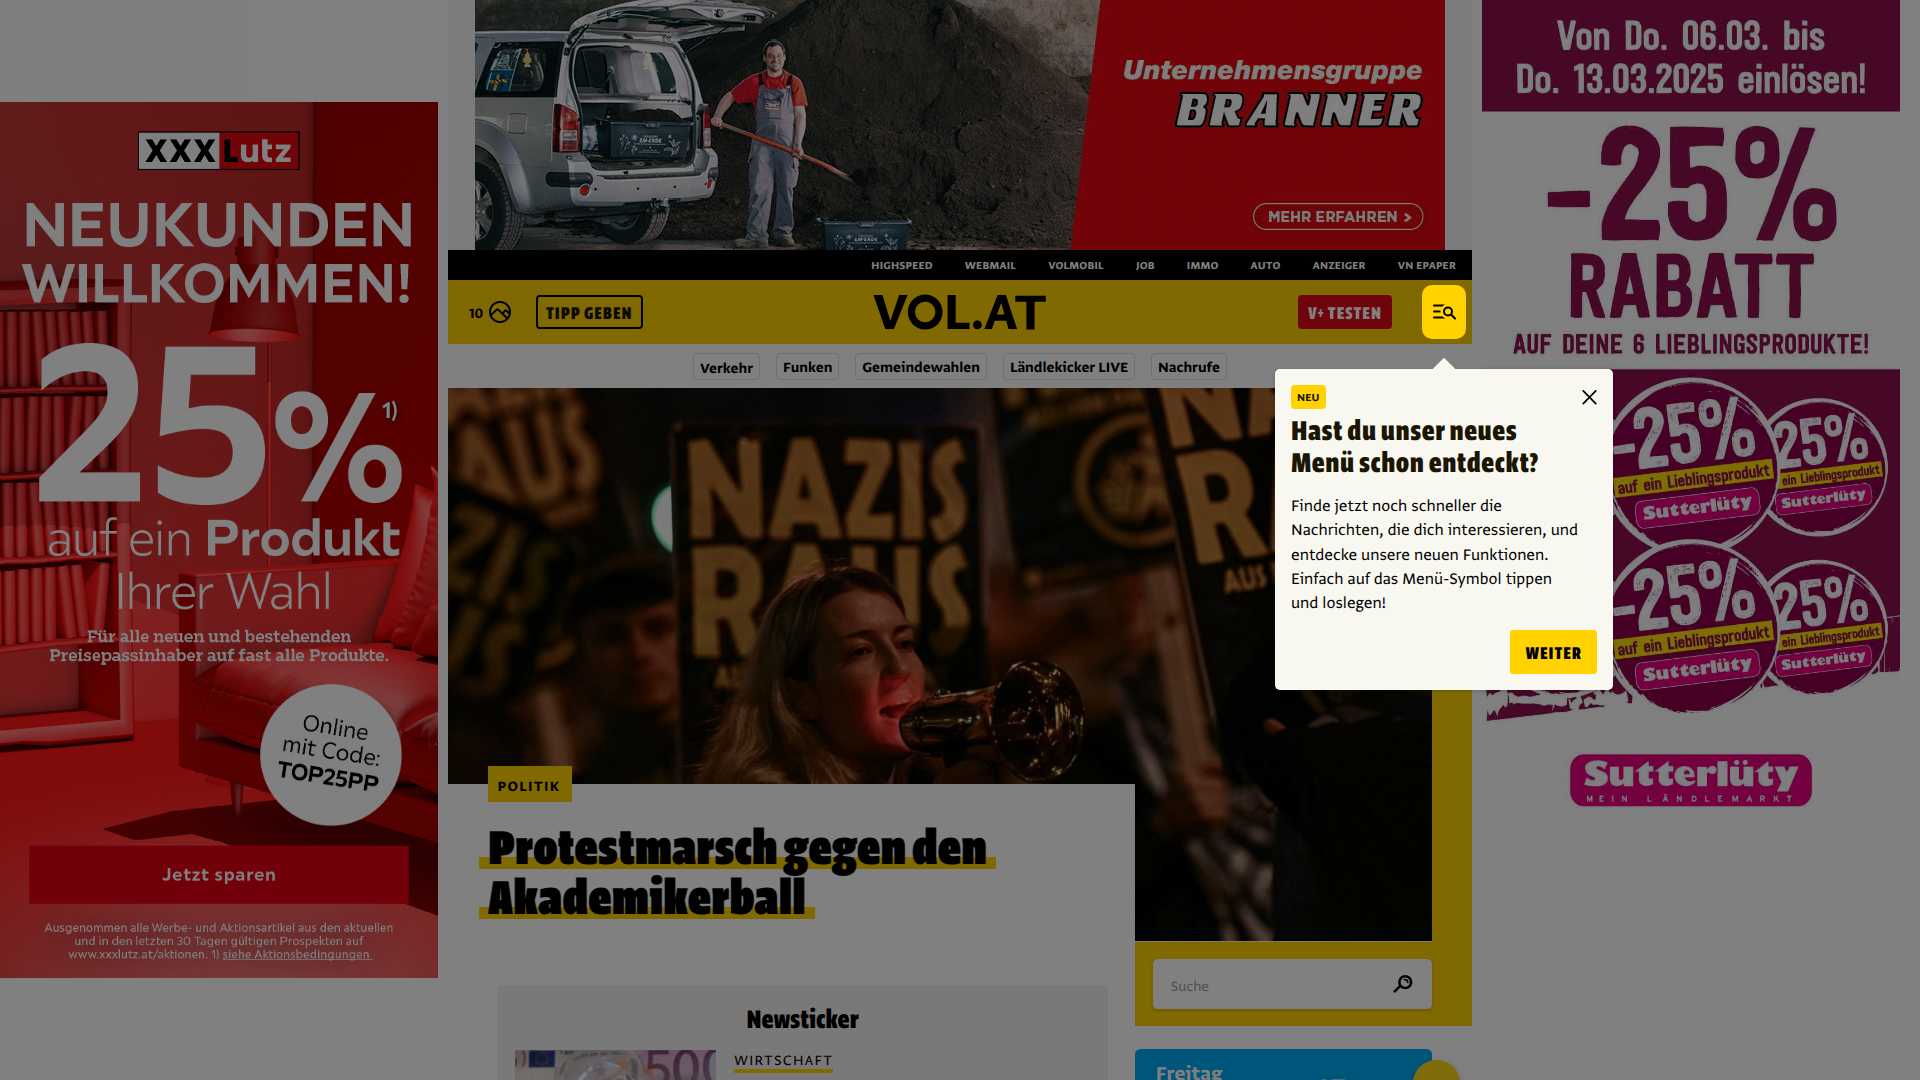 Unternehmensgruppe
BRANNER
MEHR ERFAHREN >
Von Do. 06.03. bis
Do. 13.03.2025 einlösen!
-25%
RABATT
AUF DEINE 6 LIEBLINGSPRODUKTE!
-25%
auf ein Lieblingsprodukt
Sutterlüty
25%
ein Lieblingsprodukt
Sutterlüty
-25%
auf ein Lieblingsprodukt
Sutterlüty
25%
ein Lieblingsprodukt
Sutterlüty
Sutterlüty
MEIN LÄNDLEMARKT
XXXLutz
NEUKUNDEN
WILLKOMMEN!
25% 1)
auf ein Produkt
Ihrer Wahl
Für alle neuen und bestehenden
Preisepassinhaber auf fast alle Produkte.
Online
mit Code:
TOP25PP
Jetzt sparen
Ausgenommen alle Werbe- und Aktionsartikel aus den aktuellen
und in den letzten 30 Tagen gültigen Prospekten auf
www.xxxlutz.at/aktionen. 1) siehe Aktionsbedingungen
HIGHSPEED WEBMAIL VOLMOBIL JOB IMMO AUTO ANZEIGER VN EPAPER
10 TIPP GEBEN VOL.AT V+ TESTEN
Verkehr Funken Gemeindewahlen Ländlekicker LIVE Nachrufe
NEU
Hast du unser neues
Menü schon entdeckt?
Finde jetzt noch schneller die
Nachrichten, die dich interessieren, und
entdecke unsere neuen Funktionen.
Einfach auf das Menü-Symbol tippen
und loslegen!
WEITER
NAZIS
RAUS
POLITIK
Protestmarsch gegen den
Akademikerball
Suche
Newsticker
WIRTSCHAFT
Freitag